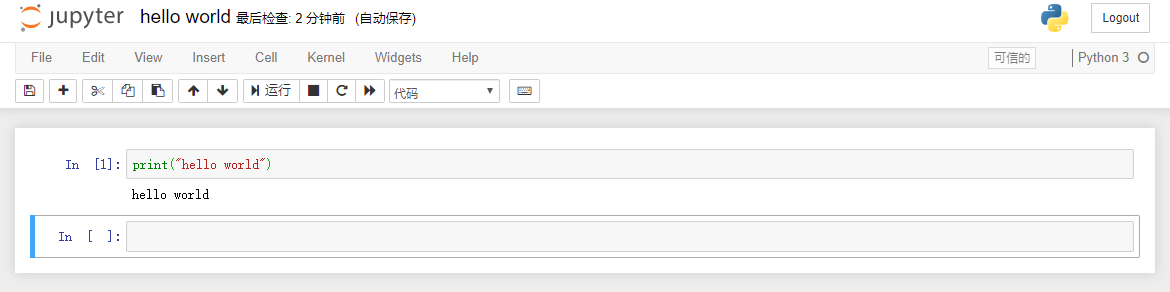 jupyter hello world 最后检查: 2 分钟前 (自动保存) Logout
File Edit View Insert Cell Kernel Widgets Help 可信的 Python 3
运行 代码
In [1]: print("hello world")
hello world
In [ ]: